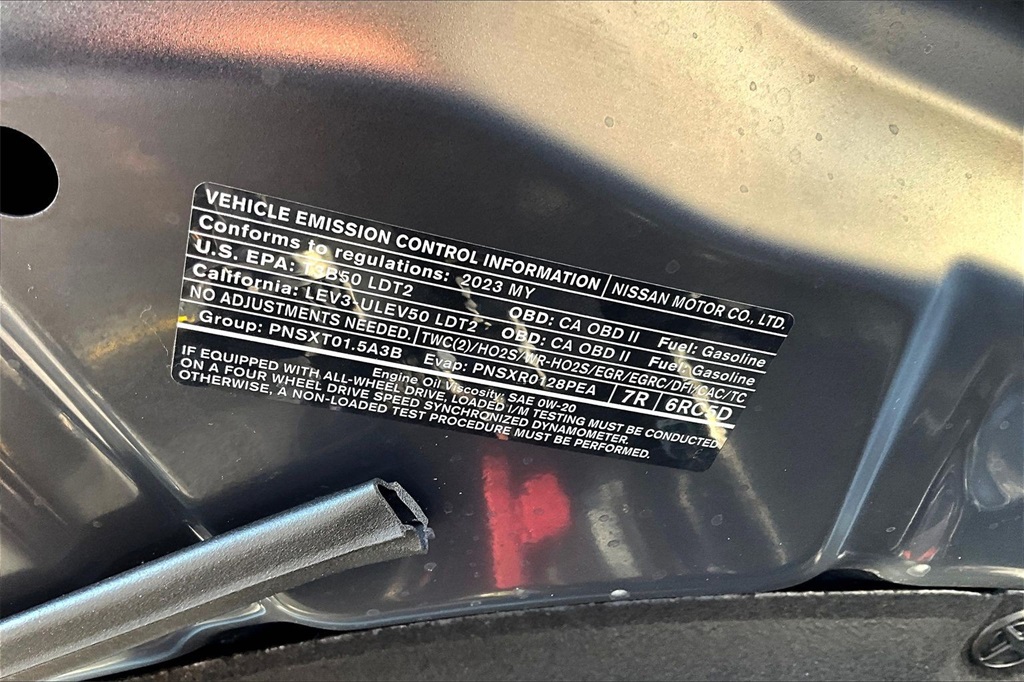 VEHICLE EMISSION CONTROL INFORMATION NISSAN MOTOR CO., LTD.
Conforms to regulations: 2023 MY
U.S. EPA: T3B50 LDT2 OBD: CA OBD II Fuel: Gasoline
California: LEV3-ULEV50 LDT2 OBD: CA OBD II Fuel: Gasoline
NO ADJUSTMENTS NEEDED. TWC(2)/HO2S/WR-HO2S/EGR/EGRC/DFI/CAC/TC
Group: PNSXT01.5A3B Evap: PNSXR0128PEA 7R 6RC5D
Engine Oil Viscosity: SAE 0W-20
IF EQUIPPED WITH ALL-WHEEL DRIVE, LOADED I/M TESTING MUST BE CONDUCTED
ON A FOUR WHEEL DRIVE SPEED SYNCHRONIZED DYNAMOMETER.
OTHERWISE, A NON-LOADED TEST PROCEDURE MUST BE PERFORMED.